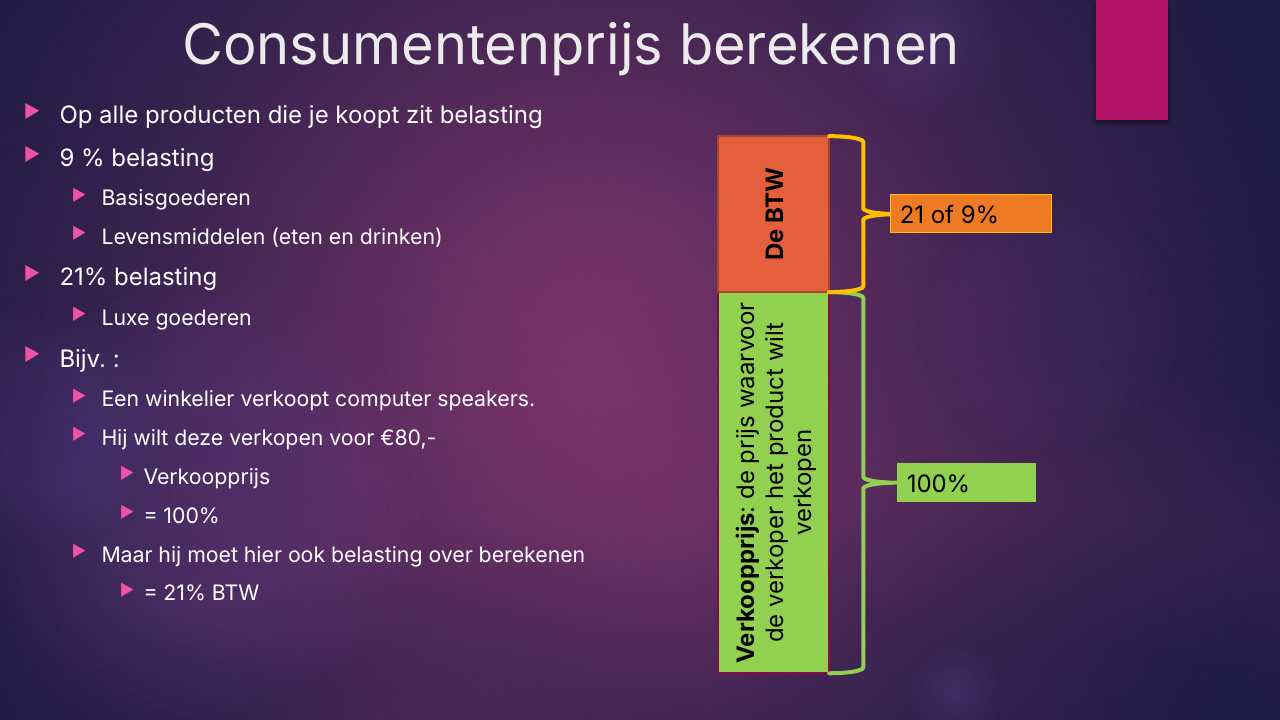 Consumentenprijs berekenen
Op alle producten die je koopt zit belasting
9 % belasting
Basisgoederen
Levensmiddelen (eten en drinken)
21% belasting
Luxe goederen
Bijv. :
Een winkelier verkoopt computer speakers.
Hij wilt deze verkopen voor €80,-
Verkoopprijs
= 100%
Maar hij moet hier ook belasting over berekenen
= 21% BTW
De BTW
21 of 9%
Verkoopprijs: de prijs waarvoor
de verkoper het product wilt
verkopen
100%